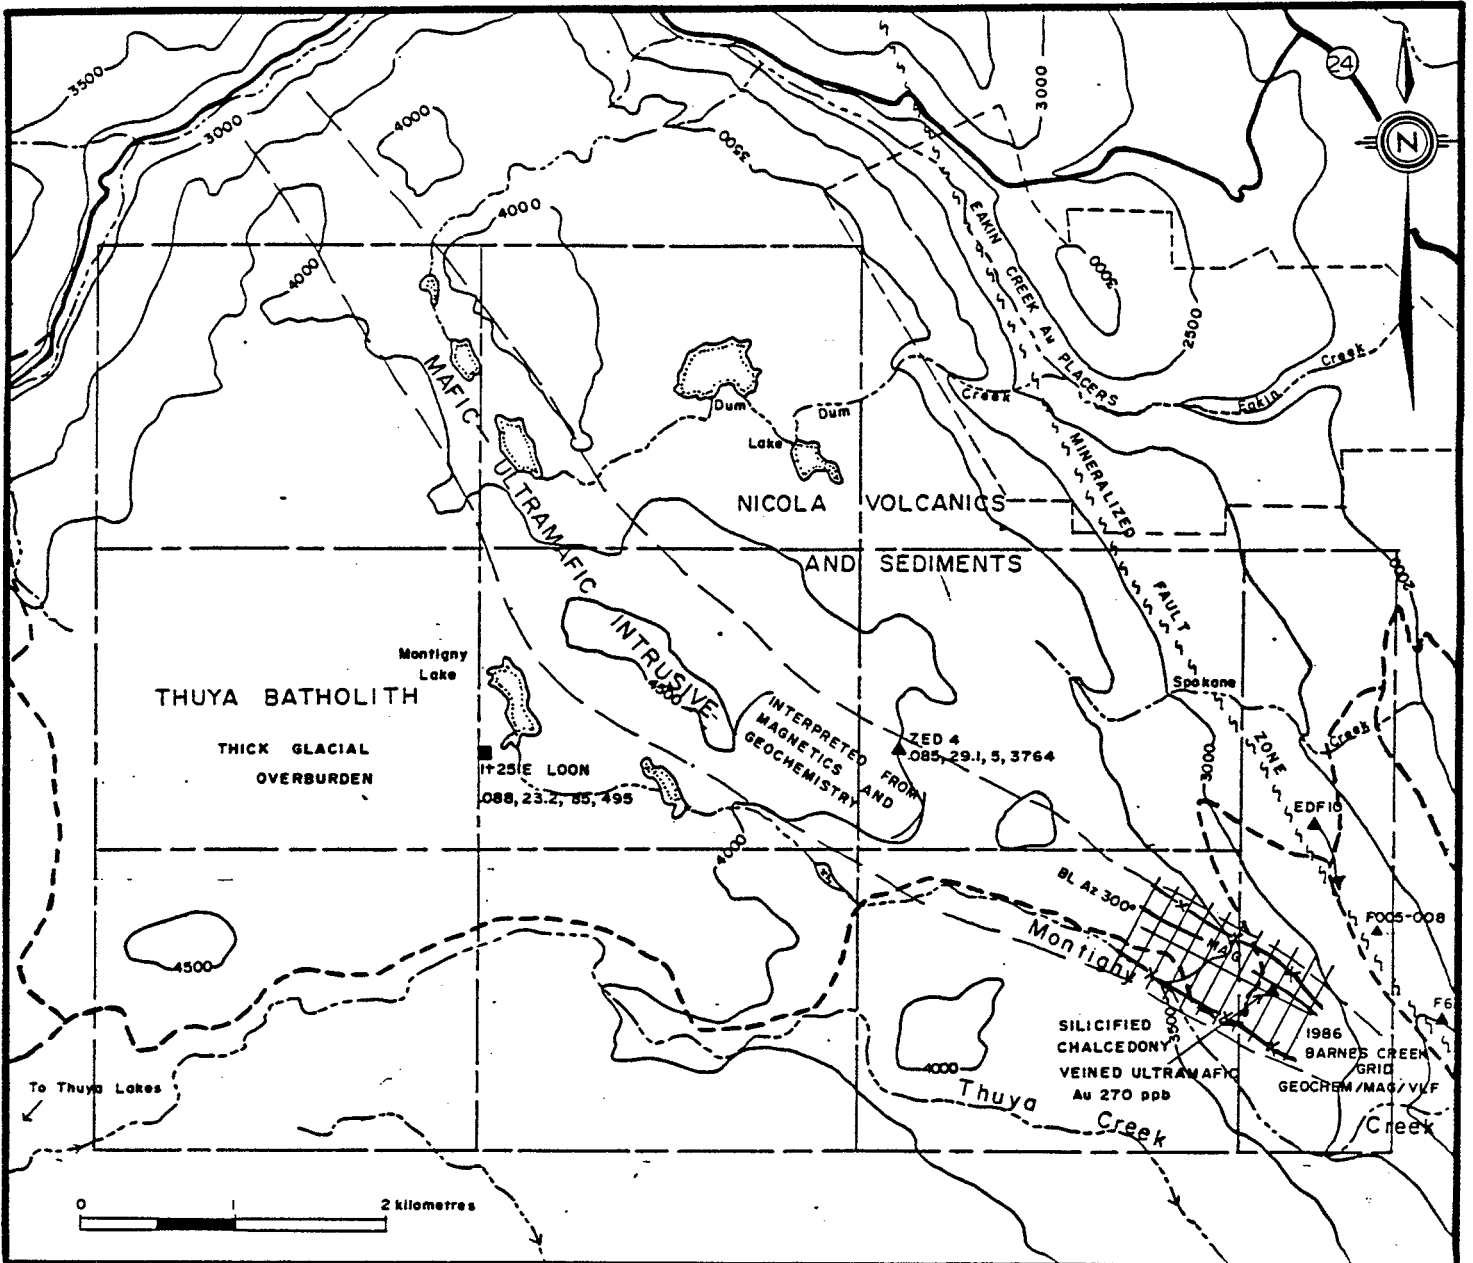 3500
3000
4000
3500
3000
24
N
4000
4000
3000
2500
EAKIN CREEK Au PLACERS
Creek
Eakin
Creek
Dum
Dum
Lake
MAFIC
ULTRAMAFIC
INTRUSIVE
4500
NICOLA VOLCANICS
AND SEDIMENTS
MINERALIZED
FAULT
ZONE
2000
Montigny
Lake
THUYA BATHOLITH
THICK GLACIAL
OVERBURDEN
1+25E LOON
.088, 23.2, 85, 495
INTERPRETED FROM
MAGNETICS AND
GEOCHEMISTRY
ZED 4
.085, 29.1, 5, 3764
Spokane
Creek
3000
EDF10
F005-008
F6
4000
4500
BL Az 300°
MAG
Montigny
3500
4000
SILICIFIED
CHALCEDONY
VEINED ULTRAMAFIC
Au 270 ppb
1986
BARNES CREEK
GRID
GEOCHEM/MAG/VLF
Thuya
Creek
Creek
To Thuya Lakes
0 1 2 kilometres